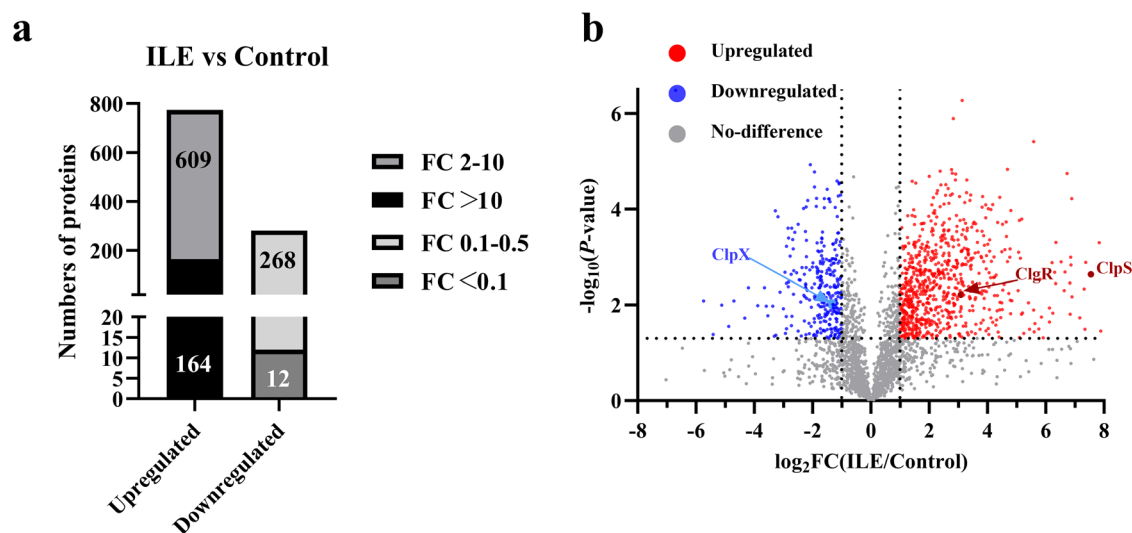 a
ILE vs Control
Numbers of proteins
800
600
400
200
20
15
10
5
0
609
164
268
12
Upregulated
Downregulated
FC 2-10
FC >10
FC 0.1-0.5
FC <0.1
b
Upregulated
Downregulated
No-difference
-log10(P-value)
6
4
2
0
ClpX
ClgR
ClpS
-8 -6 -4 -2 0 2 4 6 8
log2FC(ILE/Control)